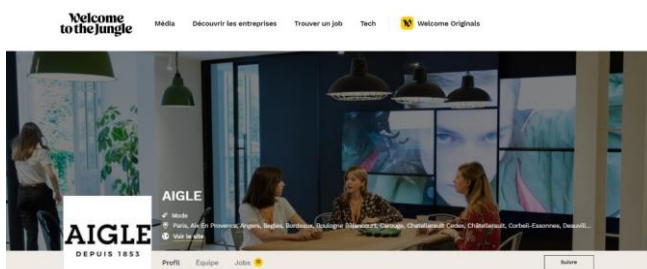 Welcome
to the Jungle
Média Découvrir les entreprises Trouver un job Tech Welcome Originals
AIGLE
Mode
Paris, Aix En Provence, Angers, Begles, Bordeaux, Boulogne Billancourt, Carouge, Chatellerault Cedex, Châtellerault, Corbeil-Essonnes, Deauvill...
Voir le site
AIGLE
DEPUIS 1853
Profil Équipe Jobs
Suivre